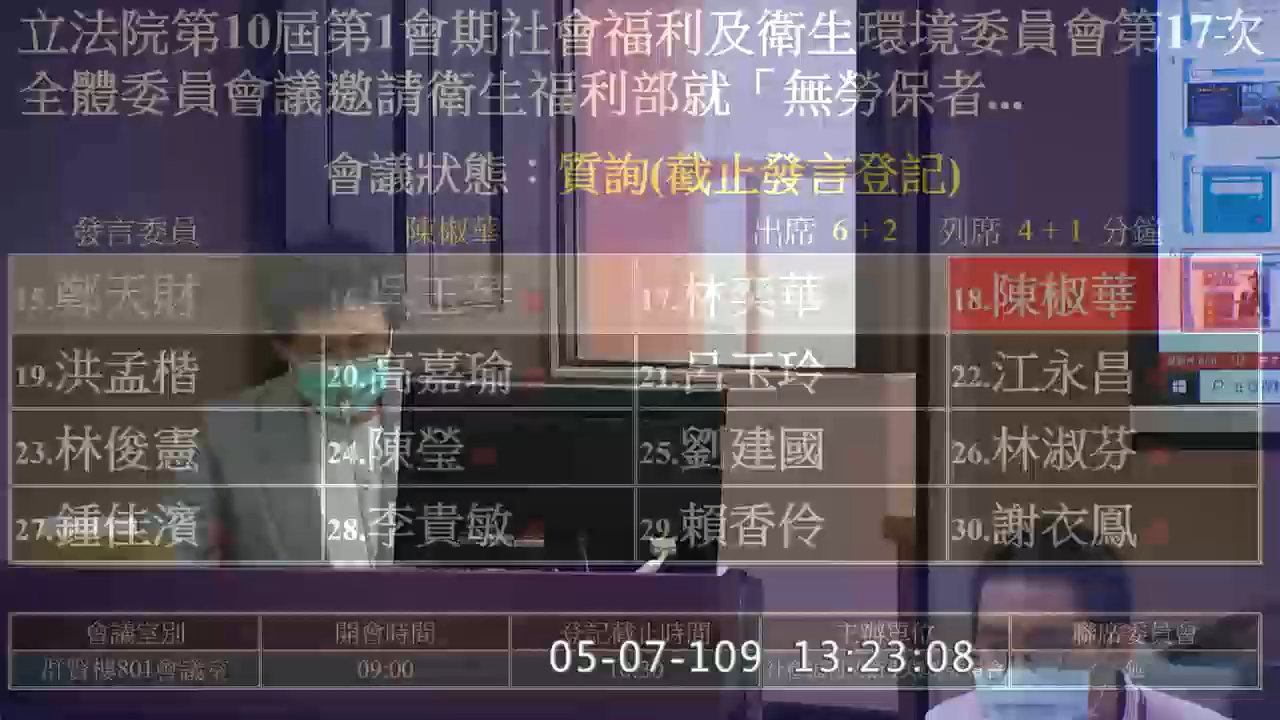 立法院第10屆第1會期社會福利及衛生環境委員會第17次
全體委員會議邀請衛生福利部就「無勞保者...
會議狀態：質詢(截止發言登記)
發言委員 陳椒華 出席 6+2 列席 4+1 分鐘
15.鄭天財 16.吳玉琴 17.林奕華 18.陳椒華
19.洪孟楷 20.高嘉瑜 21.呂玉玲 22.江永昌
23.林俊憲 24.陳瑩 25.劉建國 26.林淑芬
27.鍾佳濱 28.李貴敏 29.賴香伶 30.謝衣鳳
會議室別 開會時間 登記截止時間 主辦單位 聯席委員會
群賢樓801會議室 09:00 10:30 無
05-07-109 13:23:08